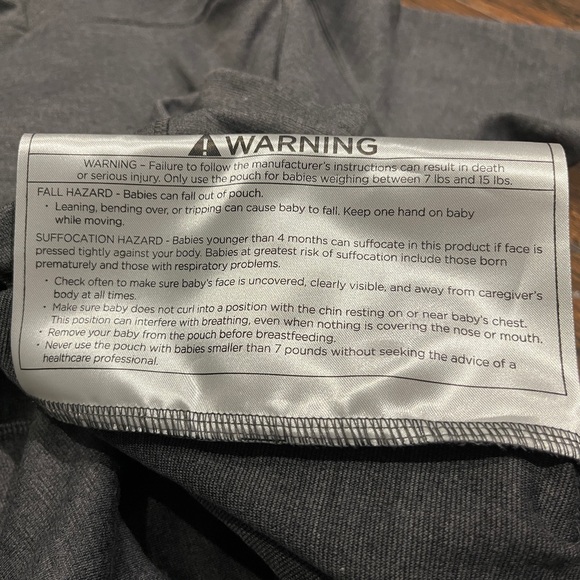 ⚠ WARNING
WARNING – Failure to follow the manufacturer's instructions can result in death
or serious injury. Only use the pouch for babies weighing between 7 lbs and 15 lbs.
FALL HAZARD - Babies can fall out of pouch.
• Leaning, bending over, or tripping can cause baby to fall. Keep one hand on baby
while moving.
SUFFOCATION HAZARD - Babies younger than 4 months can suffocate in this product if face is
pressed tightly against your body. Babies at greatest risk of suffocation include those born
prematurely and those with respiratory problems.
• Check often to make sure baby's face is uncovered, clearly visible, and away from caregiver's
body at all times.
• Make sure baby does not curl into a position with the chin resting on or near baby's chest.
This position can interfere with breathing, even when nothing is covering the nose or mouth.
• Remove your baby from the pouch before breastfeeding.
• Never use the pouch with babies smaller than 7 pounds without seeking the advice of a
healthcare professional.